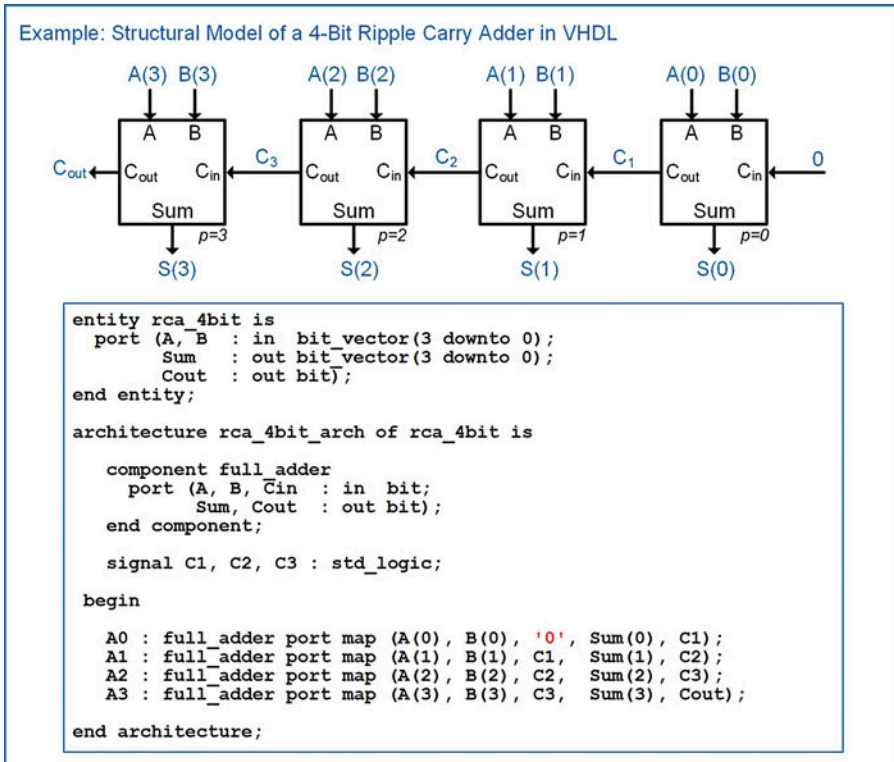 Example: Structural Model of a 4-Bit Ripple Carry Adder in VHDL
A(3) B(3) A(2) B(2) A(1) B(1) A(0) B(0)
A B A B A B A B
Cout Cout Cin C3 Cout Cin C2 Cout Cin C1 Cout Cin 0
Sum Sum Sum Sum
p=3 p=2 p=1 p=0
S(3) S(2) S(1) S(0)
entity rca_4bit is
port (A, B : in bit_vector(3 downto 0);
Sum : out bit_vector(3 downto 0);
Cout : out bit);
end entity;
architecture rca_4bit_arch of rca_4bit is
component full_adder
port (A, B, Cin : in bit;
Sum, Cout : out bit);
end component;
signal C1, C2, C3 : std_logic;
begin
A0 : full_adder port map (A(0), B(0), '0', Sum(0), C1);
A1 : full_adder port map (A(1), B(1), C1, Sum(1), C2);
A2 : full_adder port map (A(2), B(2), C2, Sum(2), C3);
A3 : full_adder port map (A(3), B(3), C3, Sum(3), Cout);
end architecture;